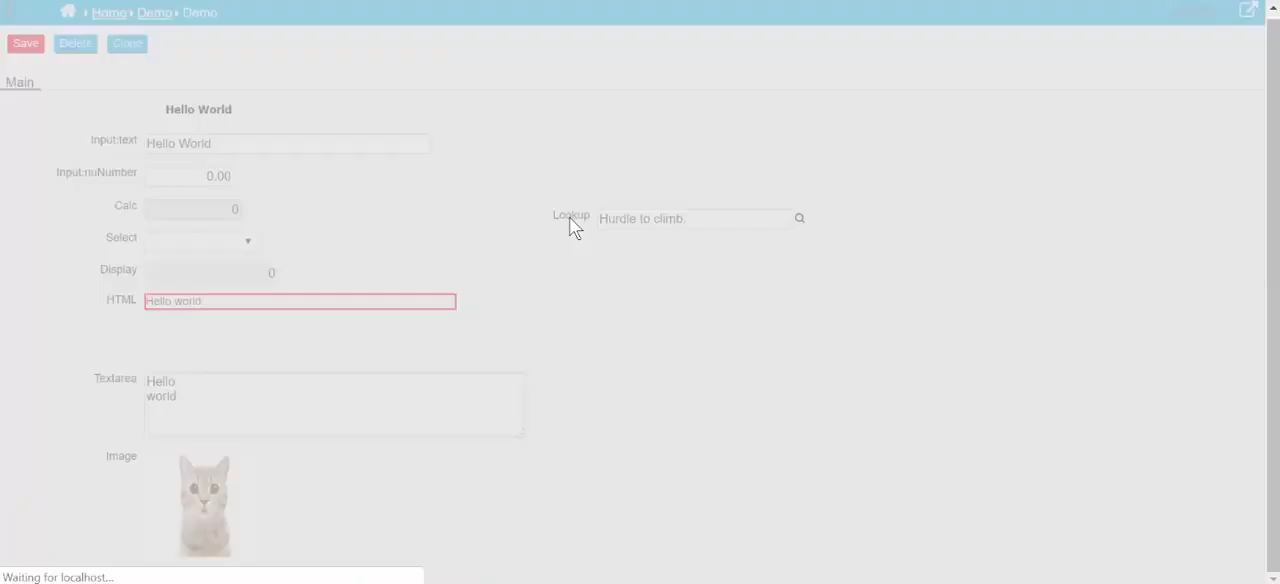 Home Demo Demo
Save Delete Clone
Main
Hello World
Input:text Hello World
Input:nuNumber 0.00
Calc 0
Lookup Hurdle to climb.
Select
Display 0
HTML Hello world
Textarea Hello
world
Image
Waiting for localhost...